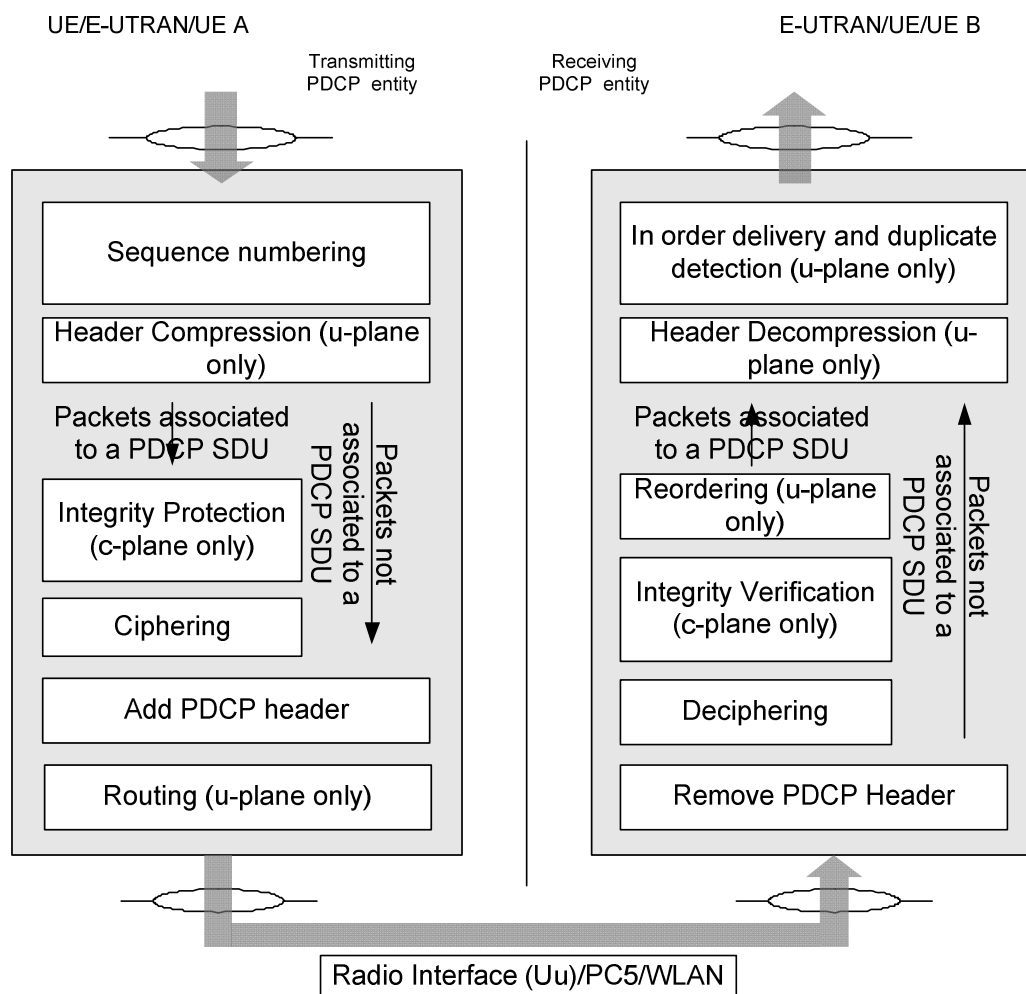 UE/E-UTRAN/UE A
E-UTRAN/UE/UE B
Transmitting
PDCP entity
Receiving
PDCP entity
Sequence numbering
Header Compression (u-plane
only)
Packets associated
to a PDCP SDU
Packets not
associated to a
PDCP SDU
Integrity Protection
(c-plane only)
Ciphering
Add PDCP header
Routing (u-plane only)
In order delivery and duplicate
detection (u-plane only)
Header Decompression (u-
plane only)
Packets associated
to a PDCP SDU
Reordering (u-plane
only)
Packets not
associated to a
PDCP SDU
Integrity Verification
(c-plane only)
Deciphering
Remove PDCP Header
Radio Interface (Uu)/PC5/WLAN